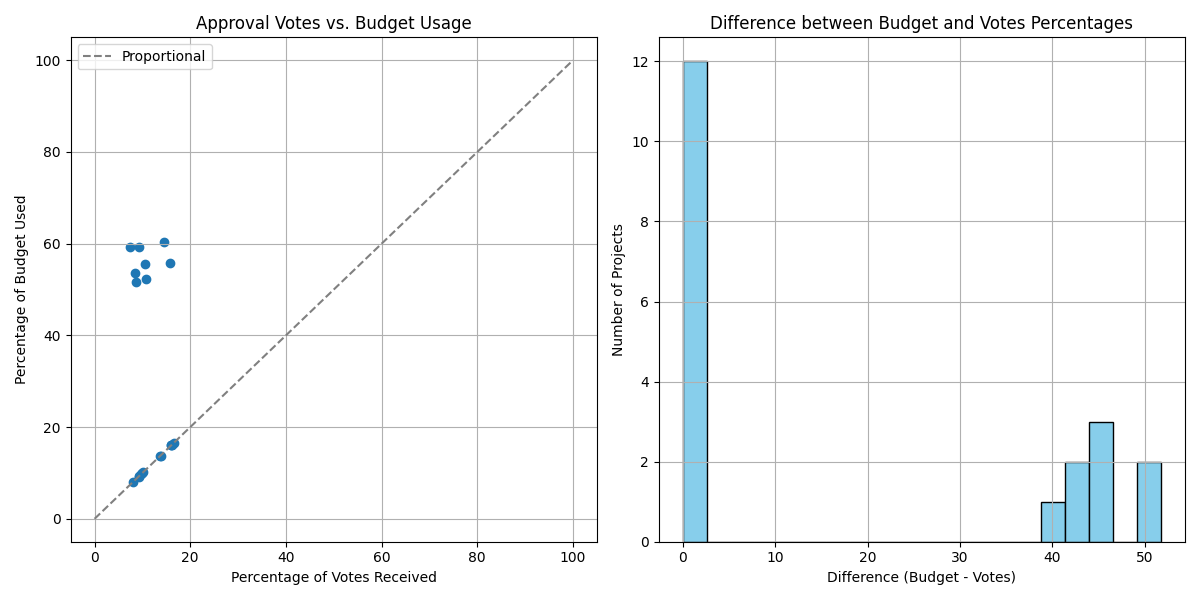 Approval Votes vs. Budget Usage
Proportional
100
80
60
40
20
0
Percentage of Budget Used
0 20 40 60 80 100
Percentage of Votes Received
Difference between Budget and Votes Percentages
12
10
8
6
4
2
0
Number of Projects
0 10 20 30 40 50
Difference (Budget - Votes)